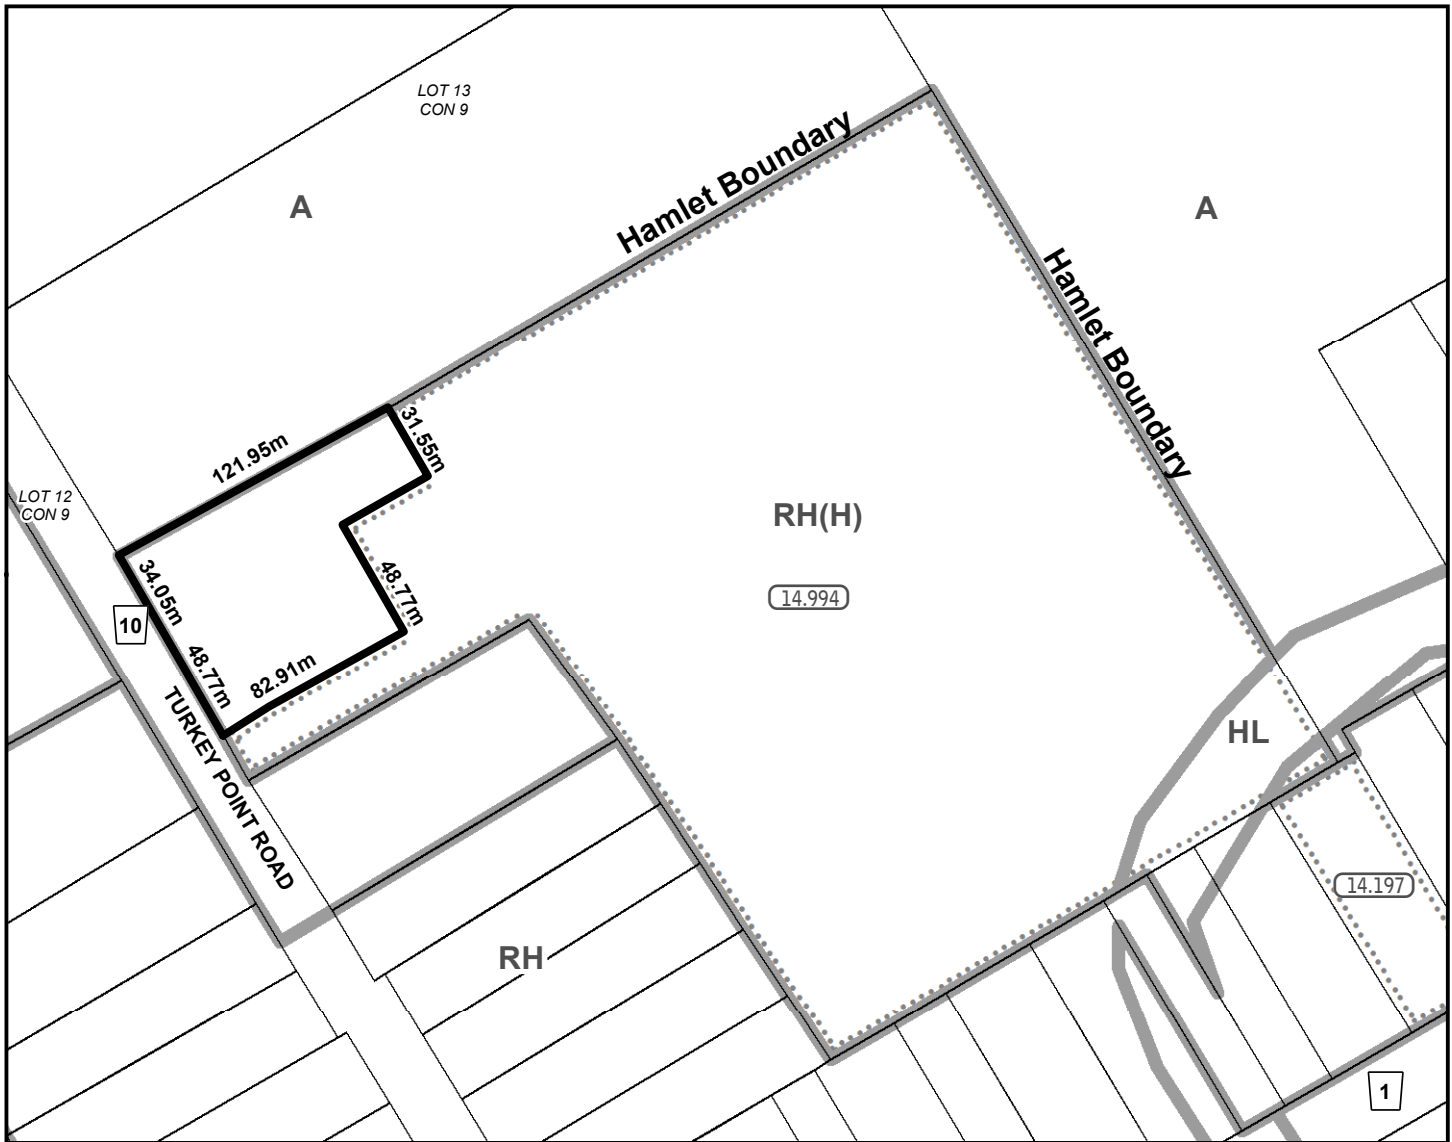 LOT 13
CON 9
Hamlet Boundary
A
A
Hamlet Boundary
31.55m
121.95m
LOT 12
CON 9
RH(H)
34.05m
48.77m
14.994
10
48.77m
82.91m
TURKEY POINT ROAD
HL
14.197
RH
1